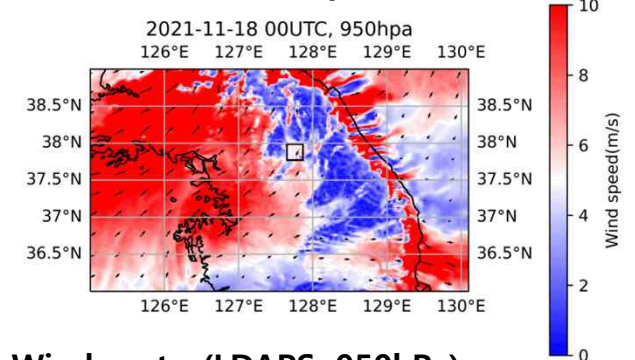 2021-11-18 00UTC, 950hpa
126°E 127°E 128°E 129°E 130°E
38.5°N 38.5°N
38°N 38°N
37.5°N 37.5°N
37°N 37°N
36.5°N 36.5°N
126°E 127°E 128°E 129°E 130°E
10
8
6
4
2
0
Wind speed(m/s)